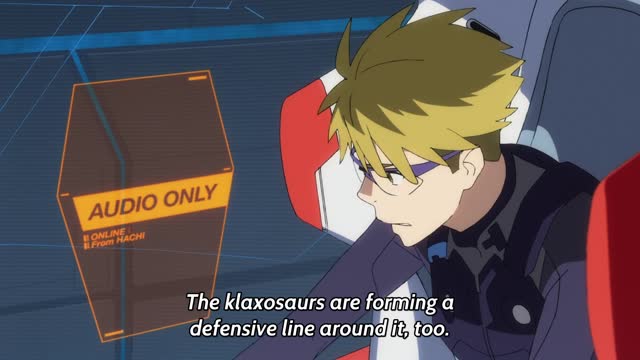 AUDIO ONLY
ONLINE :
From HACHI
The klaxosaurs are forming a
defensive line around it, too.